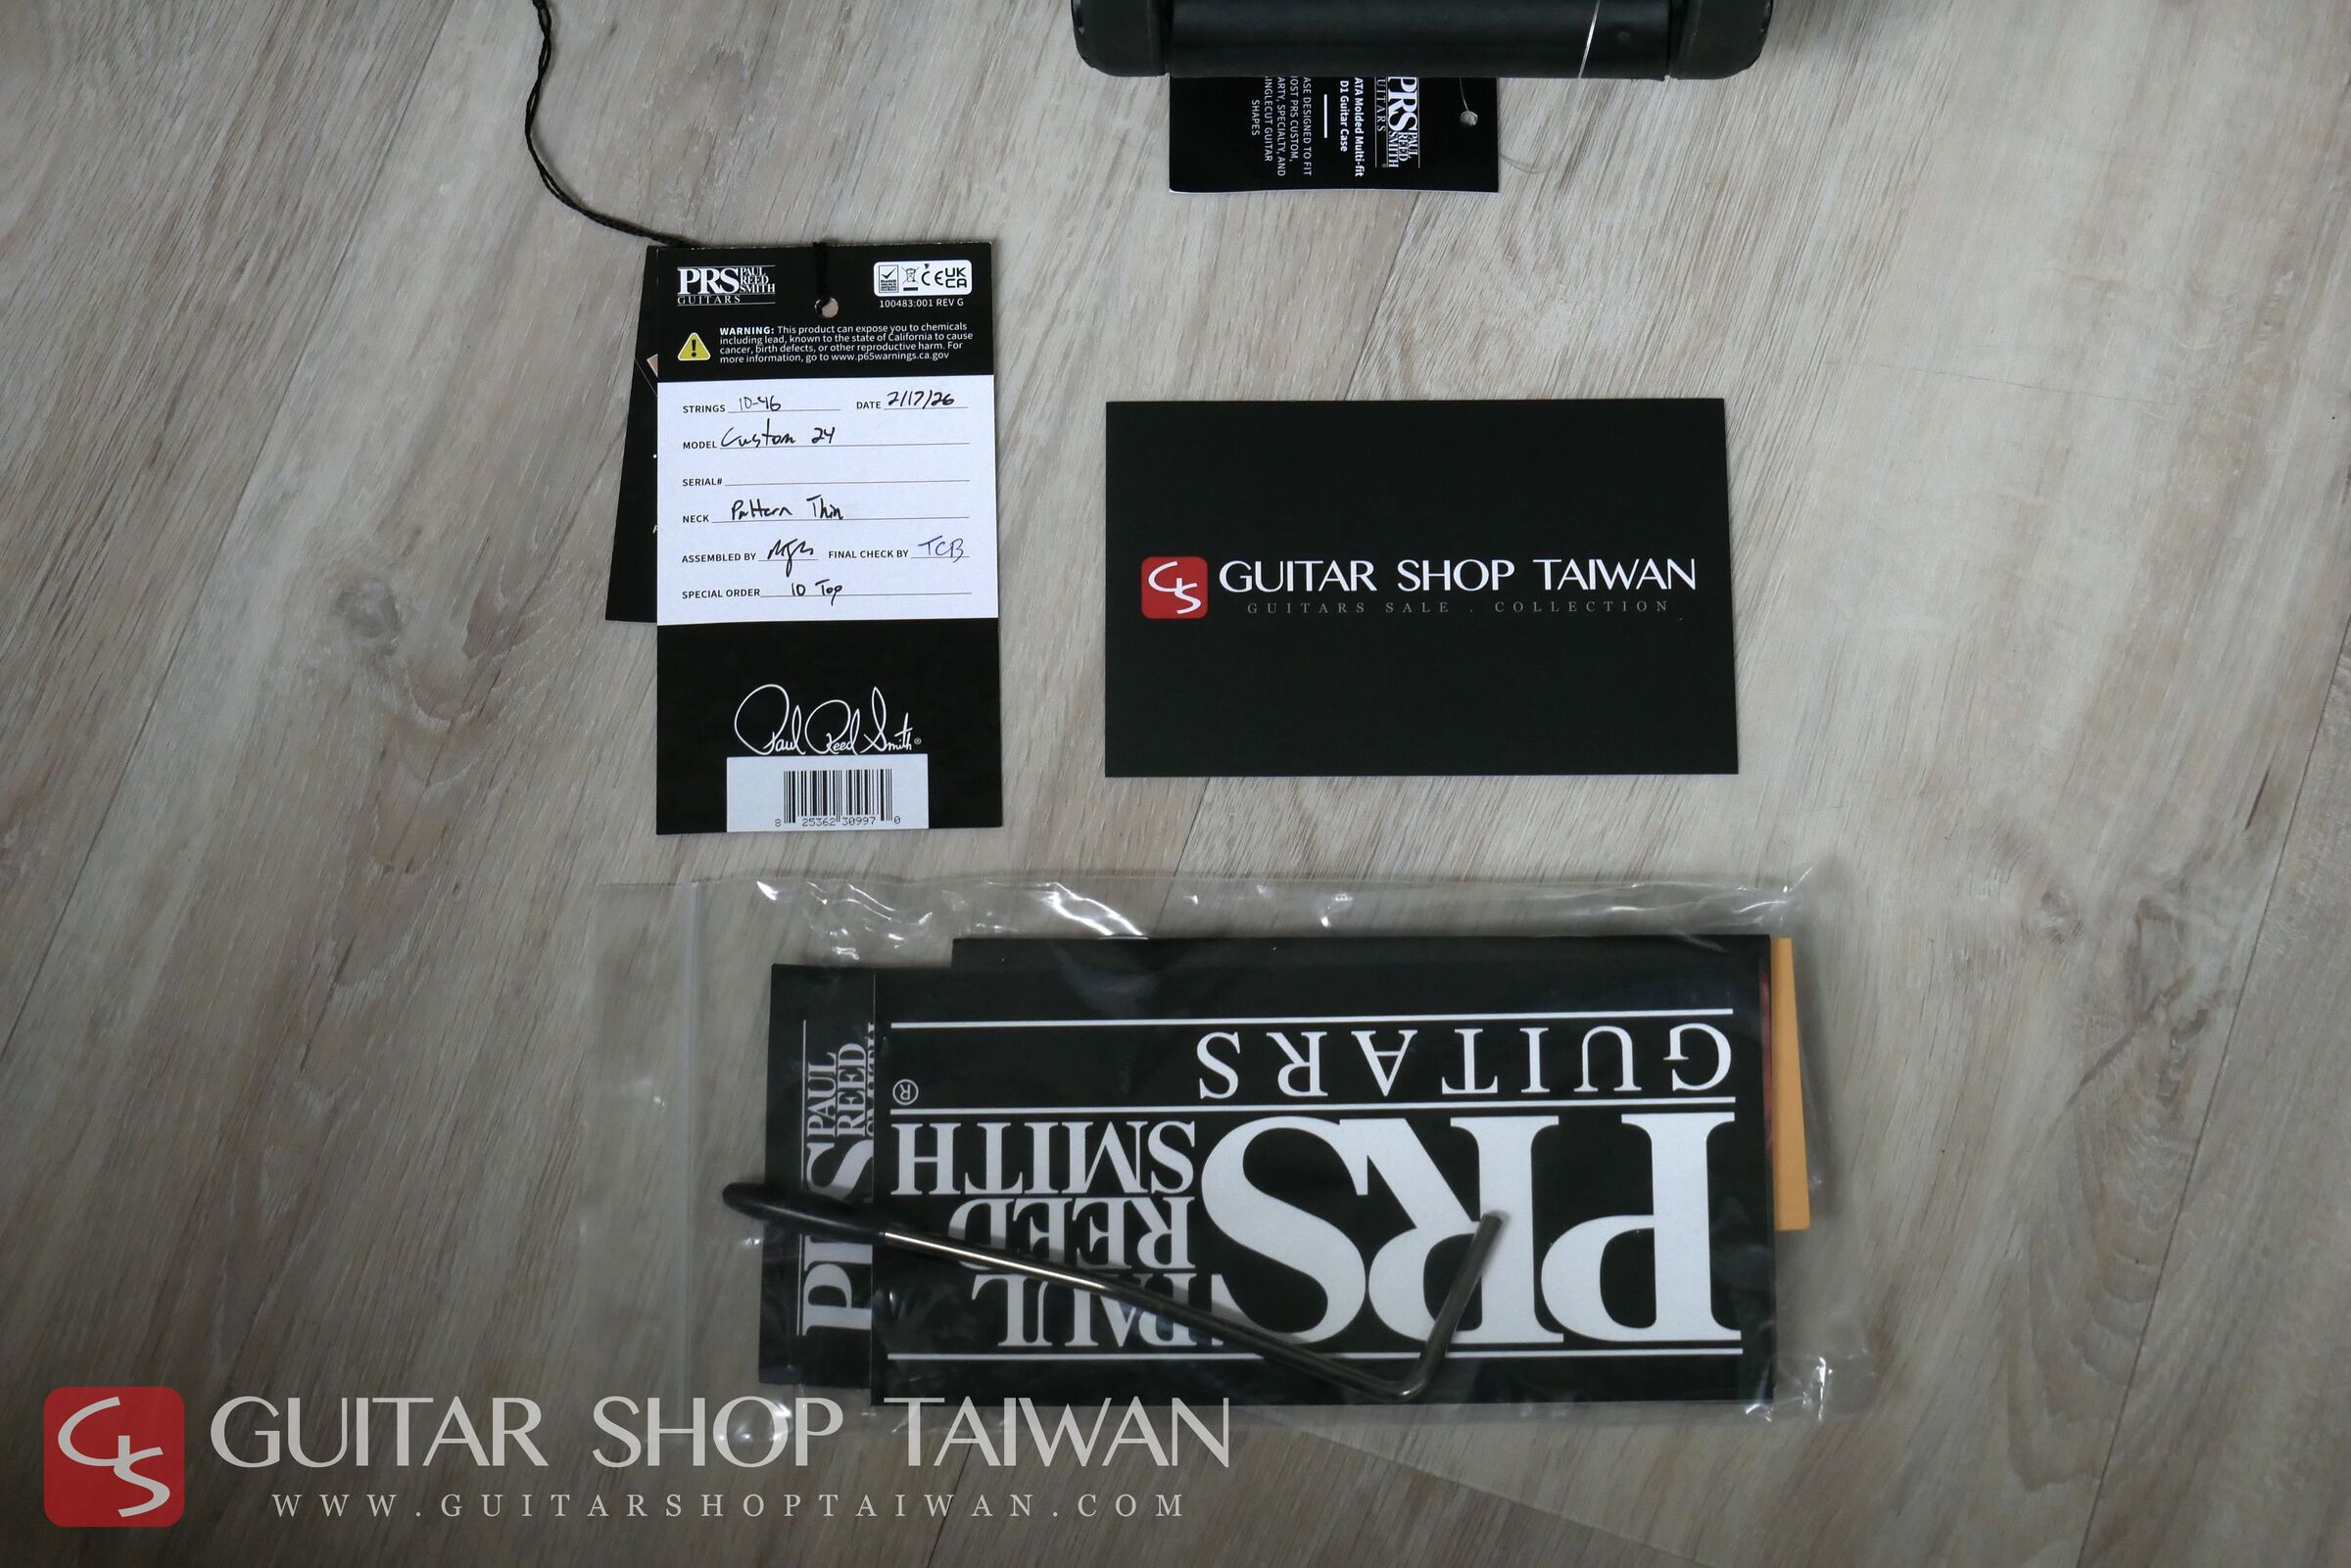 PRS PAUL REED SMITH
GUITARS
ATA Molded Multi-fit
D1 Guitar Case
ASE DESIGNED TO FIT
OST PRS CUSTOM,
ARTY, SPECIALTY, AND
INGLECUT GUITAR
SHAPES
PRS PAUL REED SMITH
GUITARS
CE UK CA
100483:001 REV G
WARNING: This product can expose you to chemicals
including lead, known to the state of California to cause
cancer, birth defects, or other reproductive harm. For
more information, go to www.p65warnings.ca.gov
STRINGS 10-46 DATE 2/17/26
MODEL Custom 24
SERIAL#
NECK Pattern Thin
ASSEMBLED BY FINAL CHECK BY TCB
SPECIAL ORDER 10 Top
Paul Reed Smith®
8 25362 30997 0
GS GUITAR SHOP TAIWAN
GUITARS SALE . COLLECTION
PRS PAUL REED SMITH
PRS PAUL REED SMITH®
GUITARS
GS GUITAR SHOP TAIWAN
WWW.GUITARSHOPTAIWAN.COM